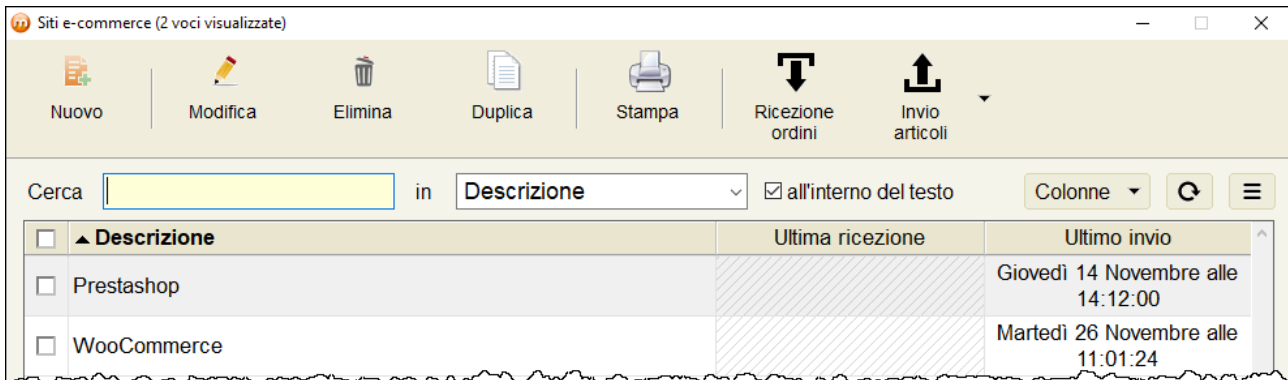 Siti e-commerce (2 voci visualizzate)
Nuovo
Modifica
Elimina
Duplica
Stampa
Ricezione
ordini
Invio
articoli
Cerca
in
Descrizione
all'interno del testo
Colonne
Descrizione
Ultima ricezione
Ultimo invio
Prestashop
Giovedì 14 Novembre alle
14:12:00
WooCommerce
Martedì 26 Novembre alle
11:01:24